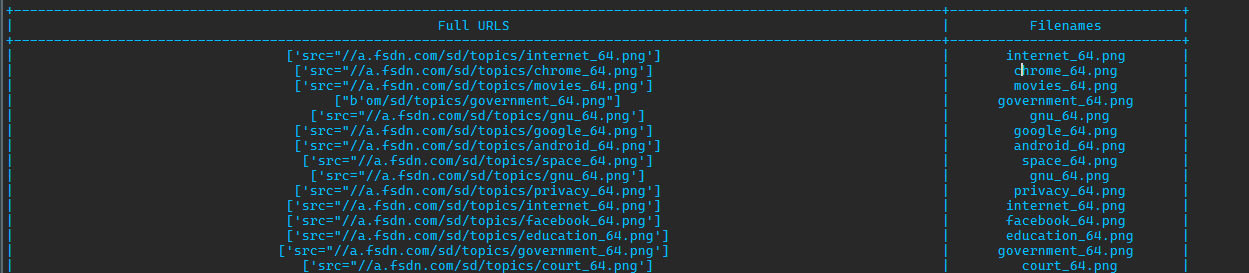 Full URLS Filenames
['src="//a.fsdn.com/sd/topics/internet_64.png'] internet_64.png
['src="//a.fsdn.com/sd/topics/chrome_64.png'] chrome_64.png
['src="//a.fsdn.com/sd/topics/movies_64.png'] movies_64.png
["b'om/sd/topics/government_64.png"] government_64.png
['src="//a.fsdn.com/sd/topics/gnu_64.png'] gnu_64.png
['src="//a.fsdn.com/sd/topics/google_64.png'] google_64.png
['src="//a.fsdn.com/sd/topics/android_64.png'] android_64.png
['src="//a.fsdn.com/sd/topics/space_64.png'] space_64.png
['src="//a.fsdn.com/sd/topics/gnu_64.png'] gnu_64.png
['src="//a.fsdn.com/sd/topics/privacy_64.png'] privacy_64.png
['src="//a.fsdn.com/sd/topics/internet_64.png'] internet_64.png
['src="//a.fsdn.com/sd/topics/facebook_64.png'] facebook_64.png
['src="//a.fsdn.com/sd/topics/education_64.png'] education_64.png
['src="//a.fsdn.com/sd/topics/government_64.png'] government_64.png
['src="//a.fsdn.com/sd/topics/court_64.png'] court_64.png